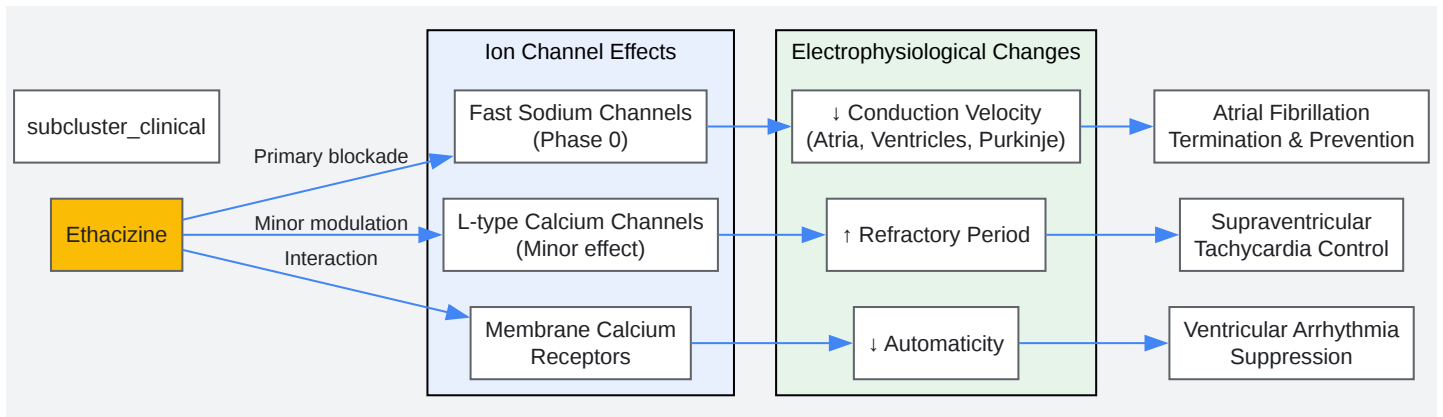 Ion Channel Effects
Electrophysiological Changes
subcluster_clinical
Fast Sodium Channels
(Phase 0)
↓ Conduction Velocity
(Atria, Ventricles, Purkinje)
Atrial Fibrillation
Termination & Prevention
Primary blockade
Ethacizine
Minor modulation
L-type Calcium Channels
(Minor effect)
↑ Refractory Period
Supraventricular
Tachycardia Control
Interaction
Membrane Calcium
Receptors
↓ Automaticity
Ventricular Arrhythmia
Suppression